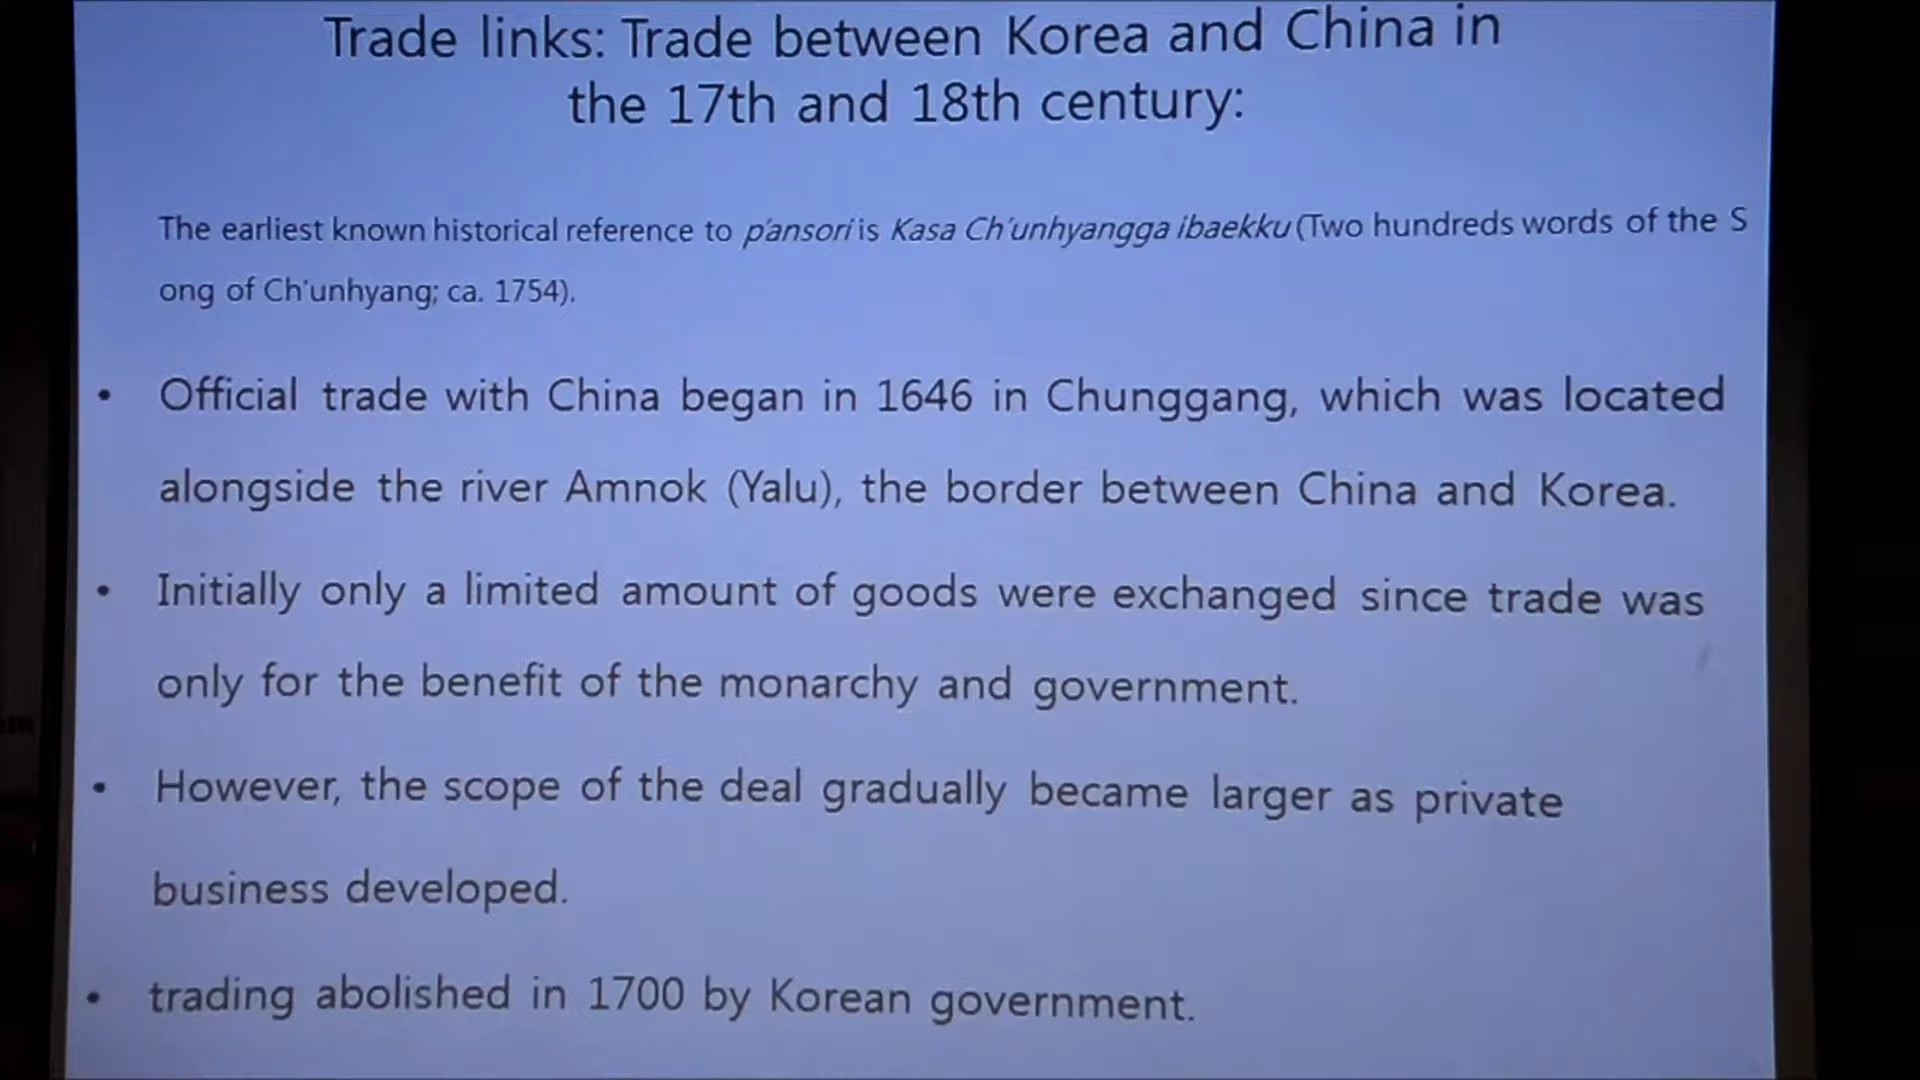 Trade links: Trade between Korea and China in
the 17th and 18th century:
The earliest known historical reference to p'ansori is Kasa Ch'unhyangga ibaekku (Two hundreds words of the S
ong of Ch'unhyang; ca. 1754).
• Official trade with China began in 1646 in Chunggang, which was located
alongside the river Amnok (Yalu), the border between China and Korea.
• Initially only a limited amount of goods were exchanged since trade was
only for the benefit of the monarchy and government.
• However, the scope of the deal gradually became larger as private
business developed.
• trading abolished in 1700 by Korean government.